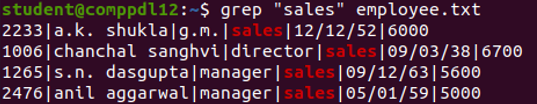 student@comppdl12:~$ grep "sales" employee.txt
2233|a.k. shukla|g.m.|sales|12/12/52|6000
1006|chanchal sanghvi|director|sales|09/03/38|6700
1265|s.n. dasgupta|manager|sales|09/12/63|5600
2476|anil aggarwal|manager|sales|05/01/59|5000